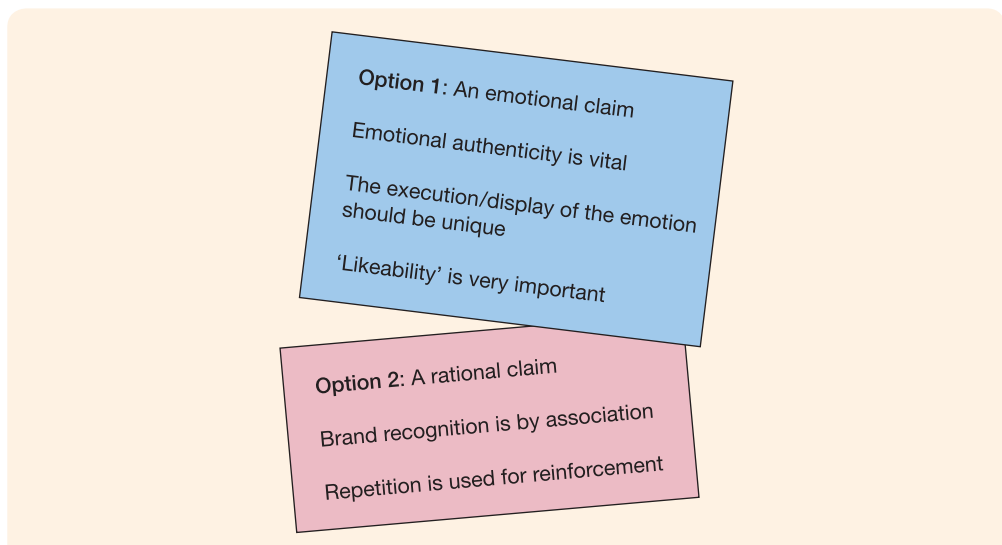 Option 1: An emotional claim
Emotional authenticity is vital
The execution/display of the emotion
should be unique
‘Likeability’ is very important
Option 2: A rational claim
Brand recognition is by association
Repetition is used for reinforcement